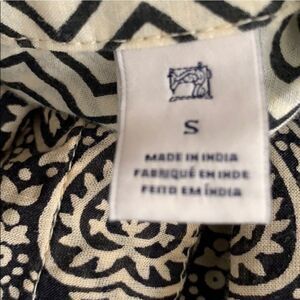 S
MADE IN INDIA
FABRIQUÉ EN INDE
FEITO EM ÍNDIA